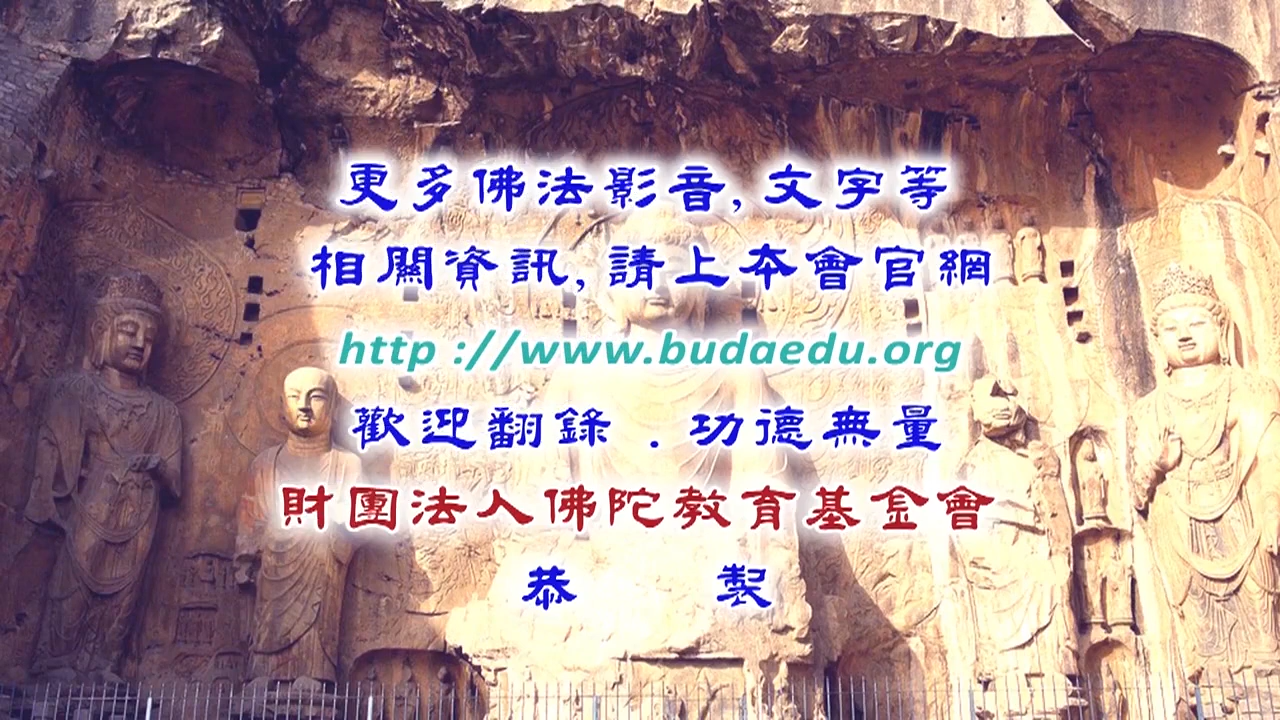 更多佛法影音,文字等
相關資訊,請上本會官網
http ://www.budaedu.org
歡迎翻錄 . 功德無量
財團法人佛陀教育基金會
恭 製